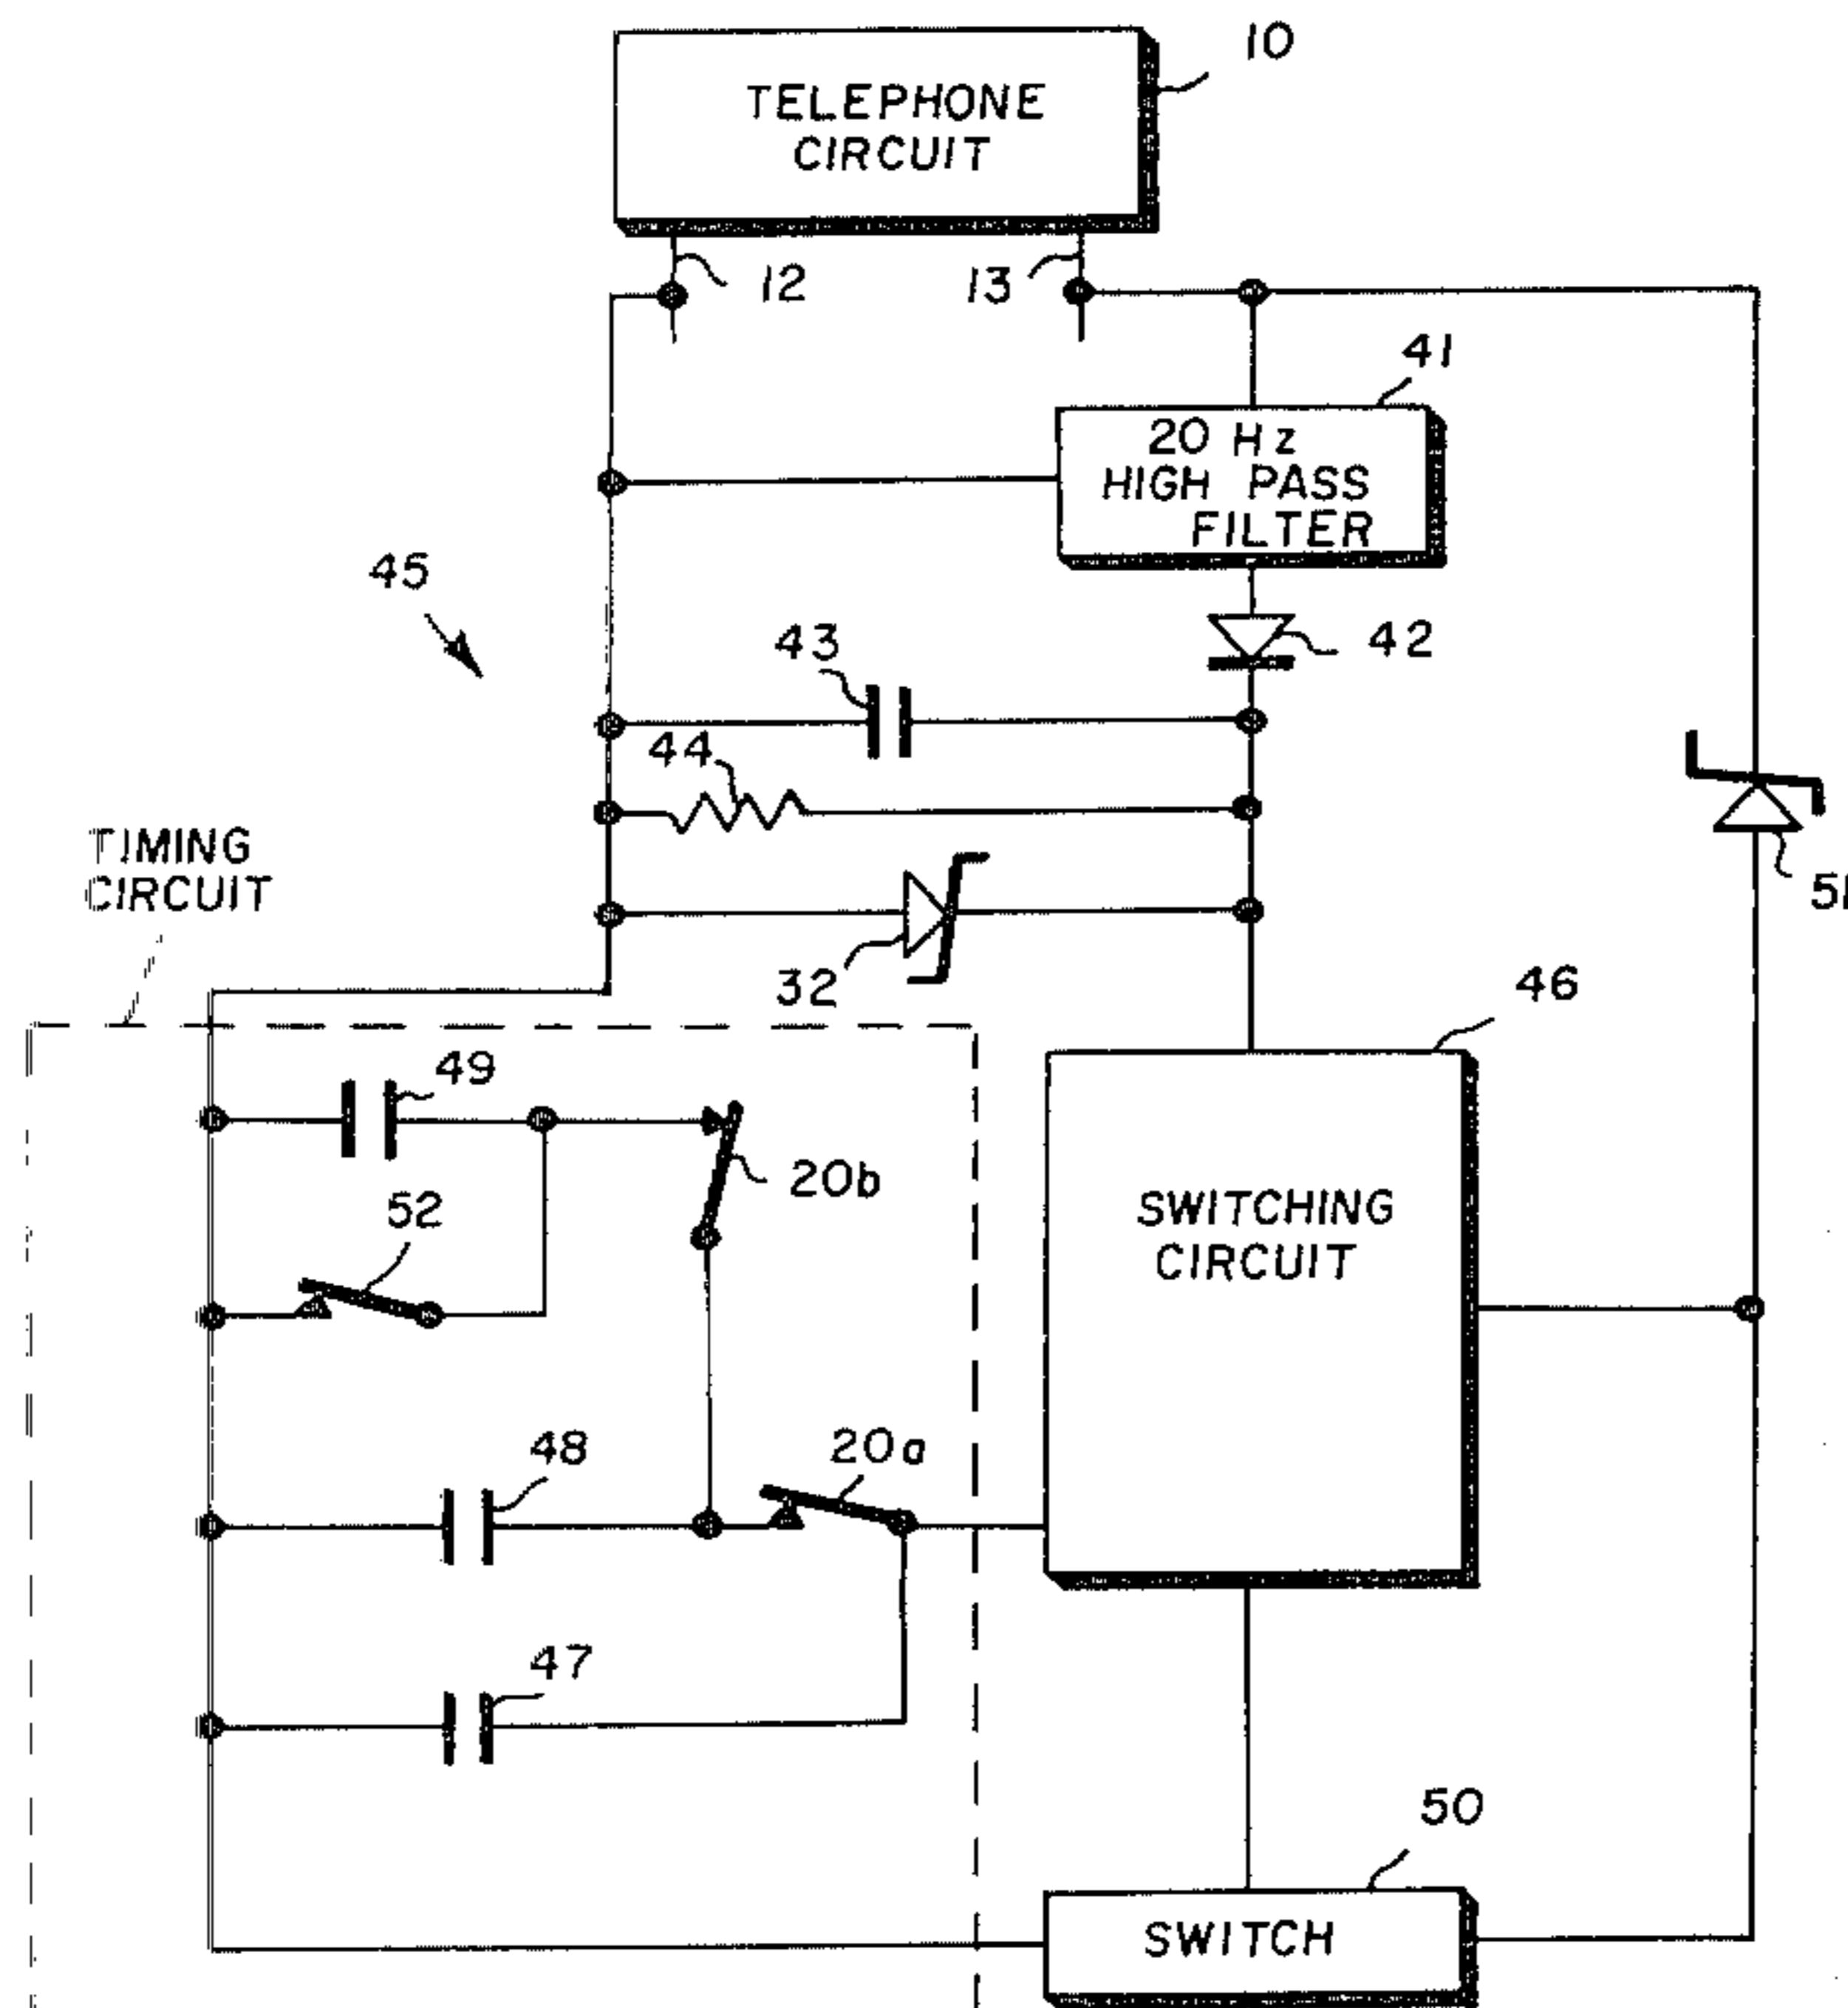 10
TELEPHONE
CIRCUIT
12
13
41
20 Hz
HIGH PASS
FILTER
45
43
42
44
TIMING
CIRCUIT
32
46
49
20b
52
SWITCHING
CIRCUIT
48
20a
47
50
SWITCH